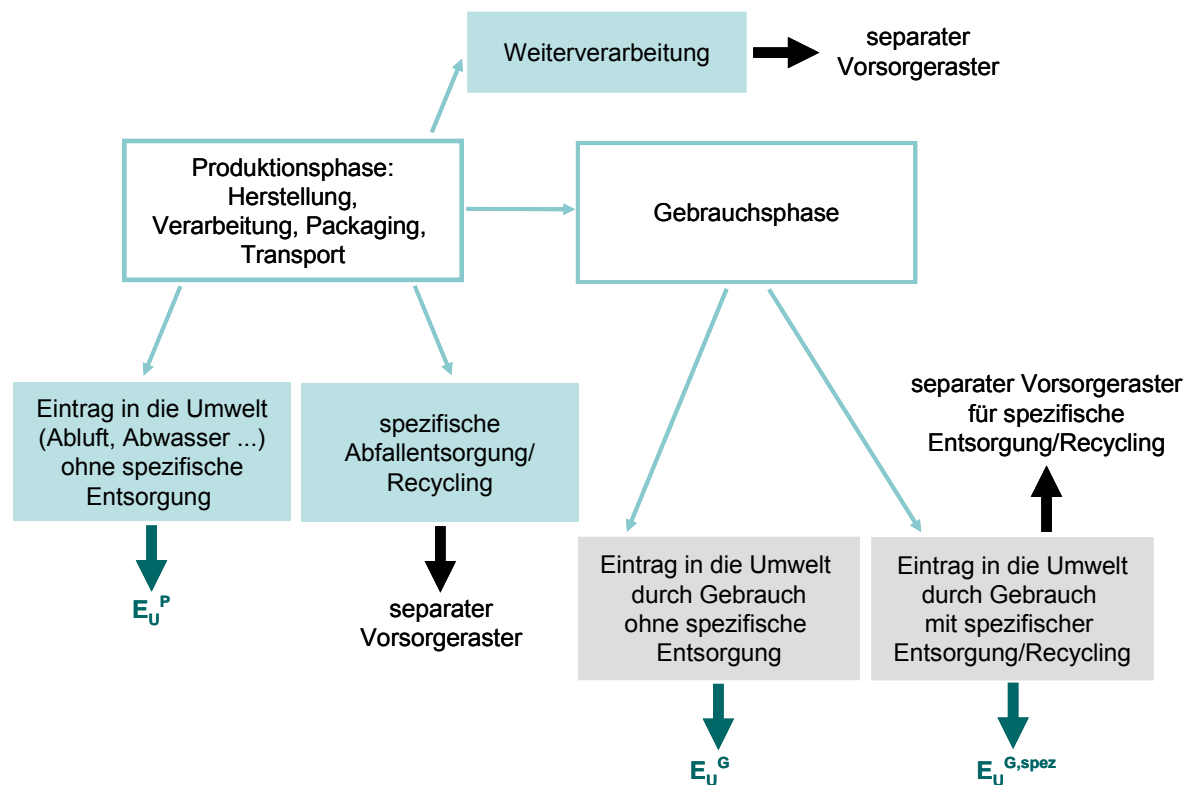 Weiterverarbeitung
separater
Vorsorgeraster
Produktionsphase:
Herstellung,
Verarbeitung, Packaging,
Transport
Gebrauchsphase
Eintrag in die Umwelt
(Abluft, Abwasser ...)
ohne spezifische
Entsorgung
spezifische
Abfallentsorgung/
Recycling
separater Vorsorgeraster
für spezifische
Entsorgung/Recycling
E_U^P
separater
Vorsorgeraster
Eintrag in die Umwelt
durch Gebrauch
ohne spezifische
Entsorgung
Eintrag in die Umwelt
durch Gebrauch
mit spezifischer
Entsorgung/Recycling
E_U^G
E_U^G,spez